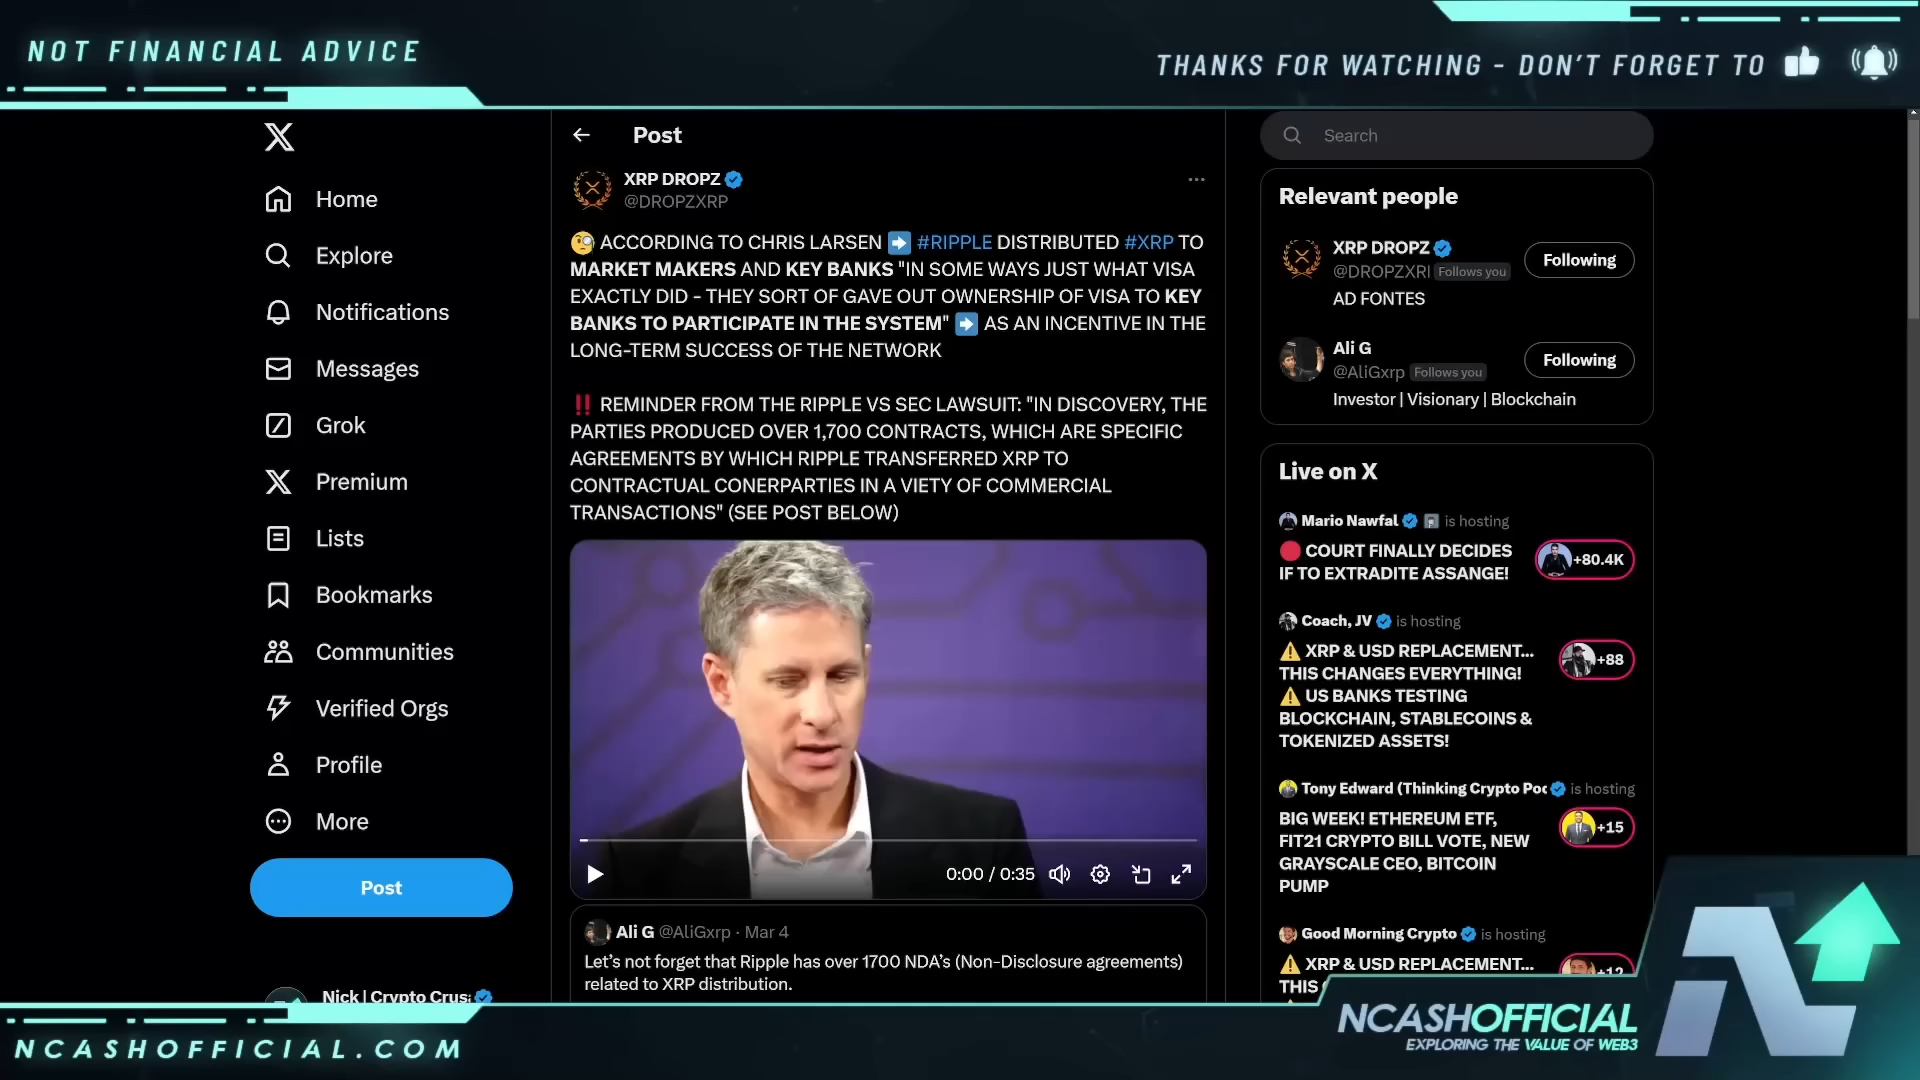 NOT FINANCIAL ADVICE
THANKS FOR WATCHING - DON'T FORGET TO
Home
Explore
Notifications
Messages
Grok
Premium
Lists
Bookmarks
Communities
Verified Orgs
Profile
More
Post
Nick | Crypto Crus
Post
XRP DROPZ
@DROPZXRP
ACCORDING TO CHRIS LARSEN ➡ #RIPPLE DISTRIBUTED #XRP TO
MARKET MAKERS AND KEY BANKS "IN SOME WAYS JUST WHAT VISA
EXACTLY DID - THEY SORT OF GAVE OUT OWNERSHIP OF VISA TO KEY
BANKS TO PARTICIPATE IN THE SYSTEM" ➡ AS AN INCENTIVE IN THE
LONG-TERM SUCCESS OF THE NETWORK
‼ REMINDER FROM THE RIPPLE VS SEC LAWSUIT: "IN DISCOVERY, THE
PARTIES PRODUCED OVER 1,700 CONTRACTS, WHICH ARE SPECIFIC
AGREEMENTS BY WHICH RIPPLE TRANSFERRED XRP TO
CONTRACTUAL CONERPARTIES IN A VIETY OF COMMERCIAL
TRANSACTIONS" (SEE POST BELOW)
0:00 / 0:35
Ali G @AliGxrp · Mar 4
Let's not forget that Ripple has over 1700 NDA's (Non-Disclosure agreements)
related to XRP distribution.
Search
Relevant people
XRP DROPZ
@DROPZXRI Follows you
Following
AD FONTES
Ali G
@AliGxrp Follows you
Following
Investor | Visionary | Blockchain
Live on X
Mario Nawfal is hosting
COURT FINALLY DECIDES
IF TO EXTRADITE ASSANGE!
+80.4K
Coach, JV is hosting
⚠ XRP & USD REPLACEMENT...
THIS CHANGES EVERYTHING!
⚠ US BANKS TESTING
BLOCKCHAIN, STABLECOINS &
TOKENIZED ASSETS!
+88
Tony Edward (Thinking Crypto Poc is hosting
BIG WEEK! ETHEREUM ETF,
FIT21 CRYPTO BILL VOTE, NEW
GRAYSCALE CEO, BITCOIN
PUMP
+15
Good Morning Crypto is hosting
⚠ XRP & USD REPLACEMENT...
THIS
+12
NCASHOFFICIAL.COM
NCASHOFFICIAL
EXPLORING THE VALUE OF WEB3